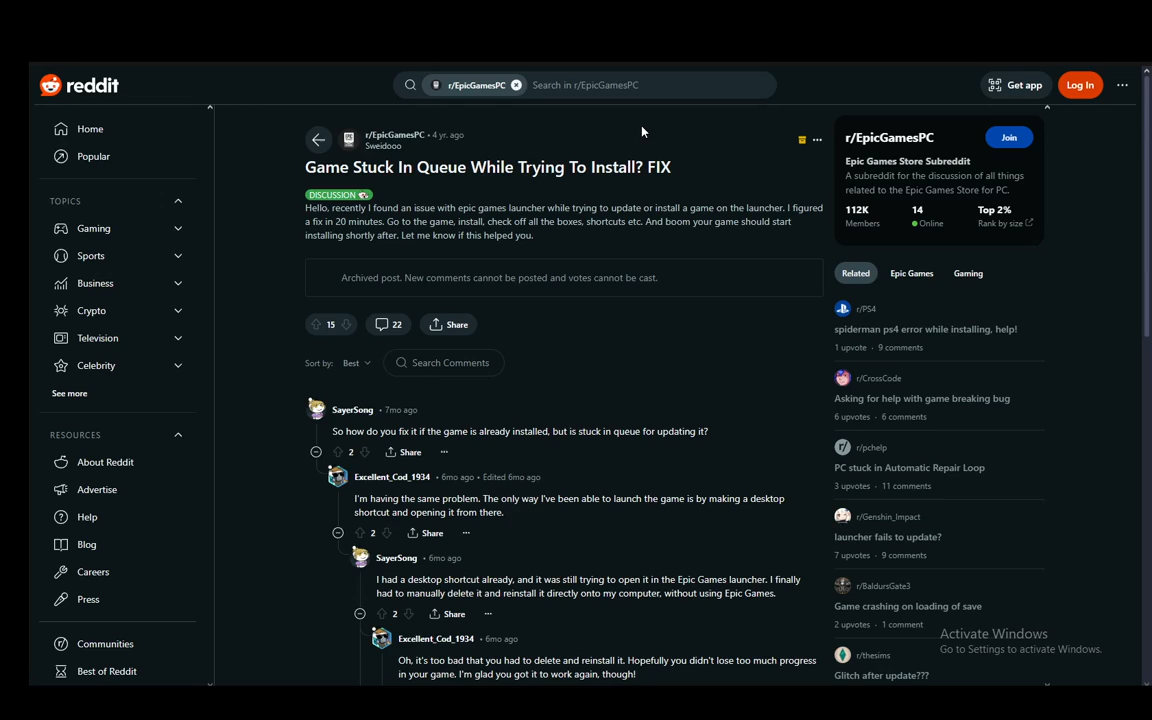 reddit
r/EpicGamesPC
Search in r/EpicGamesPC
Get app
Log In
Home
Popular
TOPICS
Gaming
Sports
Business
Crypto
Television
Celebrity
See more
RESOURCES
About Reddit
Advertise
Help
Blog
Careers
Press
Communities
Best of Reddit
r/EpicGamesPC • 4 yr. ago
Sweidooo
Game Stuck In Queue While Trying To Install? FIX
DISCUSSION
Hello, recently I found an issue with epic games launcher while trying to update or install a game on the launcher. I figured
a fix in 20 minutes. Go to the game, install, check off all the boxes, shortcuts etc. And boom your game should start
installing shortly after. Let me know if this helped you.
Archived post. New comments cannot be posted and votes cannot be cast.
15
22
Share
Sort by: Best
Search Comments
SayerSong • 7mo ago
So how do you fix it if the game is already installed, but is stuck in queue for updating it?
2
Share
Excellent_Cod_1934 • 6mo ago • Edited 6mo ago
I'm having the same problem. The only way I've been able to launch the game is by making a desktop
shortcut and opening it from there.
2
Share
SayerSong • 6mo ago
I had a desktop shortcut already, and it was still trying to open it in the Epic Games launcher. I finally
had to manually delete it and reinstall it directly onto my computer, without using Epic Games.
2
Share
Excellent_Cod_1934 • 6mo ago
Oh, it's too bad that you had to delete and reinstall it. Hopefully you didn't lose too much progress
in your game. I'm glad you got it to work again, though!
r/EpicGamesPC
Join
Epic Games Store Subreddit
A subreddit for the discussion of all things
related to the Epic Games Store for PC.
112K 14 Top 2%
Members Online Rank by size
Related Epic Games Gaming
r/PS4
spiderman ps4 error while installing, help!
1 upvote · 9 comments
r/CrossCode
Asking for help with game breaking bug
6 upvotes · 6 comments
r/pchelp
PC stuck in Automatic Repair Loop
3 upvotes · 11 comments
r/Genshin_Impact
launcher fails to update?
7 upvotes · 9 comments
r/BaldursGate3
Game crashing on loading of save
2 upvotes · 1 comment
r/thesims
Glitch after update???
Activate Windows
Go to Settings to activate Windows.